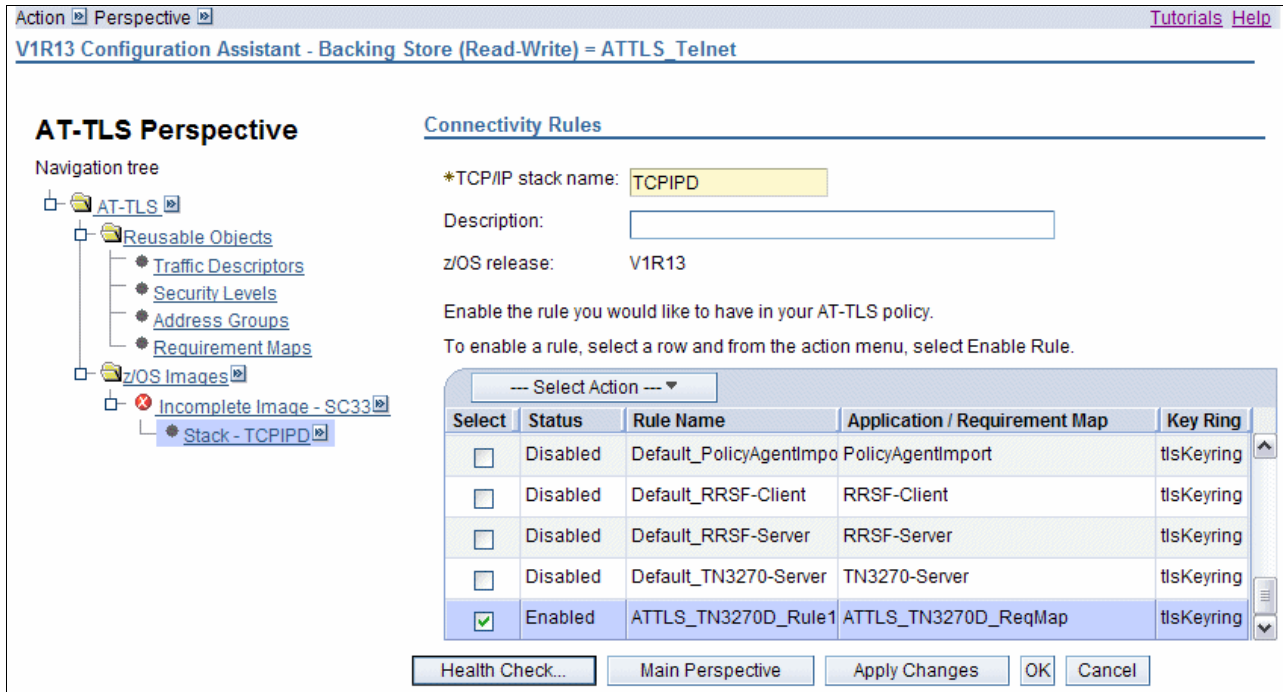 Action Perspective Tutorials Help
V1R13 Configuration Assistant - Backing Store (Read-Write) = ATTLS_Telnet
AT-TLS Perspective
Navigation tree
AT-TLS
Reusable Objects
Traffic Descriptors
Security Levels
Address Groups
Requirement Maps
z/OS Images
Incomplete Image - SC33
Stack - TCPIPD
Connectivity Rules
*TCP/IP stack name: TCPIPD
Description:
z/OS release: V1R13
Enable the rule you would like to have in your AT-TLS policy.
To enable a rule, select a row and from the action menu, select Enable Rule.
--- Select Action ---
Select Status Rule Name Application / Requirement Map Key Ring
Disabled Default_PolicyAgentImpo PolicyAgentImport tlsKeyring
Disabled Default_RRSF-Client RRSF-Client tlsKeyring
Disabled Default_RRSF-Server RRSF-Server tlsKeyring
Disabled Default_TN3270-Server TN3270-Server tlsKeyring
Enabled ATTLS_TN3270D_Rule1 ATTLS_TN3270D_ReqMap tlsKeyring
Health Check... Main Perspective Apply Changes OK Cancel